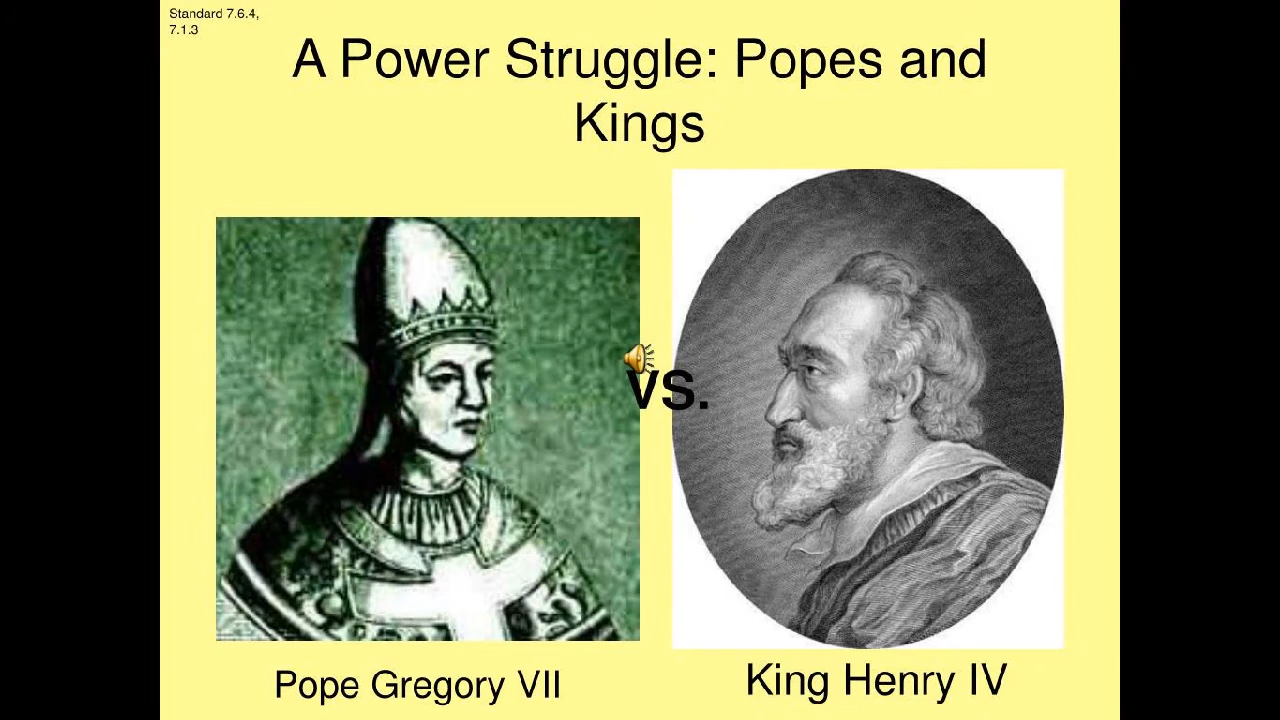 Standard 7.6.4,
7.1.3
A Power Struggle: Popes and
Kings
vs.
Pope Gregory VII
King Henry IV